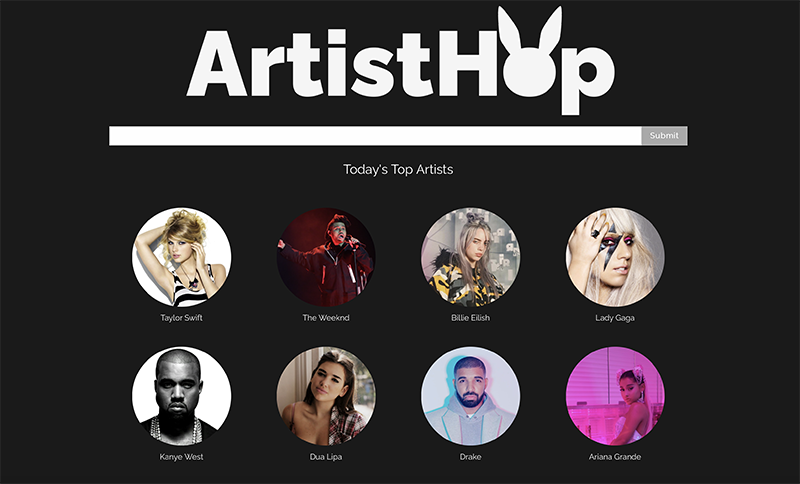 ArtistHop
Submit
Today's Top Artists
Taylor Swift
The Weeknd
Billie Eilish
Lady Gaga
Kanye West
Dua Lipa
Drake
Ariana Grande